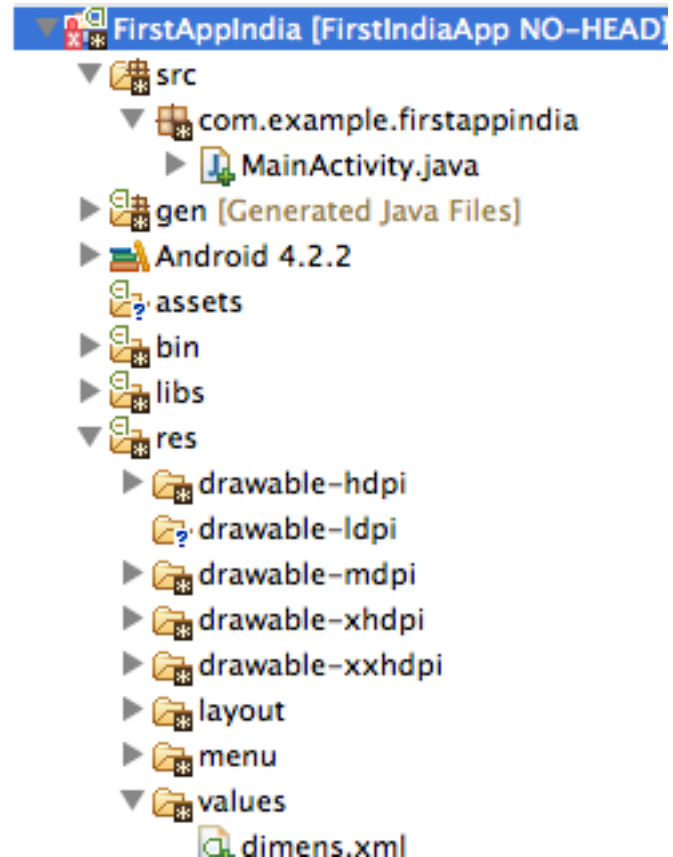 FirstAppIndia [FirstIndiaApp NO-HEAD]
src
com.example.firstappindia
MainActivity.java
gen [Generated Java Files]
Android 4.2.2
assets
bin
libs
res
drawable-hdpi
drawable-ldpi
drawable-mdpi
drawable-xhdpi
drawable-xxhdpi
layout
menu
values
dimens.xml